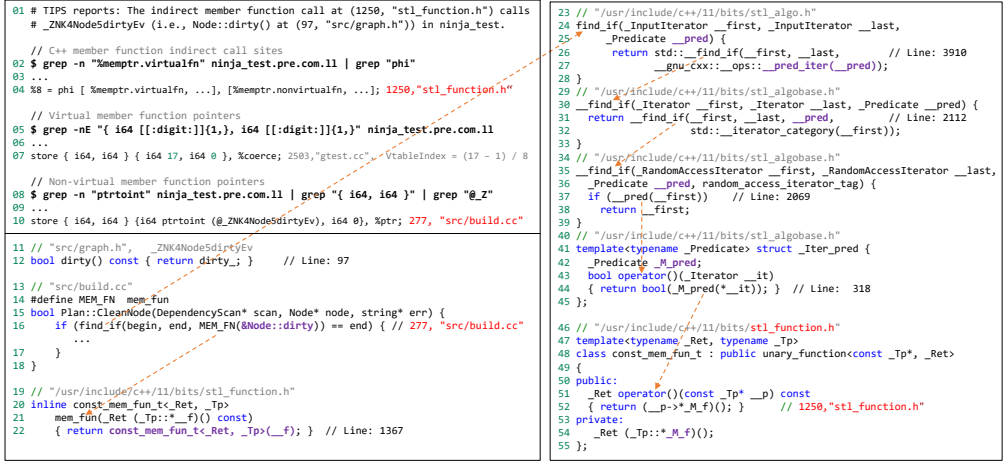 01 # TIPS reports: The indirect member function call at (1250, "stl_function.h") calls
# _ZNK4Node5dirtyEv (i.e., Node::dirty() at (97, "src/graph.h")) in ninja_test.
// C++ member function indirect call sites
02 $ grep -n "%memptr.virtualfn" ninja_test.pre.com.ll | grep "phi"
03 ...
04 %8 = phi [ %memptr.virtualfn, ...], [%memptr.nonvirtualfn, ...]; 1250,"stl_function.h"
// Virtual member function pointers
05 $ grep -nE "{ i64 [[:digit:]]{1,}, i64 [[:digit:]]{1,}" ninja_test.pre.com.ll
06 ...
07 store { i64, i64 } { i64 17, i64 0 }, %coerce; 2503,"gtest.cc", VtableIndex = (17 - 1) / 8
// Non-virtual member function pointers
08 $ grep -n "ptrtoint" ninja_test.pre.com.ll | grep "{ i64, i64 }" | grep "@_Z"
09 ...
10 store { i64, i64 } {i64 ptrtoint (@_ZNK4Node5dirtyEv), i64 0}, %ptr; 277, "src/build.cc"
11 // "src/graph.h", _ZNK4Node5dirtyEv
12 bool dirty() const { return dirty_; } // Line: 97
13 // "src/build.cc"
14 #define MEM_FN mem_fun
15 bool Plan::CleanNode(DependencyScan* scan, Node* node, string* err) {
16 if (find_if(begin, end, MEM_FN(&Node::dirty)) == end) { // 277, "src/build.cc"
...
17 }
18 }
19 // "/usr/include/c++/11/bits/stl_function.h"
20 inline const_mem_fun_t<_Ret, _Tp>
21 mem_fun(_Ret (_Tp::*__f)() const)
22 { return const_mem_fun_t<_Ret, _Tp>(__f); } // Line: 1367
23 // "/usr/include/c++/11/bits/stl_algo.h"
24 find_if(_InputIterator __first, _InputIterator __last,
25 _Predicate __pred) {
26 return std::__find_if(__first, __last, // Line: 3910
27 __gnu_cxx::__ops::__pred_iter(__pred));
28 }
29 // "/usr/include/c++/11/bits/stl_algobase.h"
30 __find_if(_Iterator __first, _Iterator __last, _Predicate __pred) {
31 return __find_if(__first, __last, __pred, // Line: 2112
32 std::__iterator_category(__first));
33 }
34 // "/usr/include/c++/11/bits/stl_algobase.h"
35 __find_if(_RandomAccessIterator __first, _RandomAccessIterator __last,
36 _Predicate __pred, random_access_iterator_tag) {
37 if (__pred(__first)) // Line: 2069
38 return __first;
39 }
40 // "/usr/include/c++/11/bits/stl_algobase.h"
41 template<typename _Predicate> struct _Iter_pred {
42 _Predicate _M_pred;
43 bool operator()(_Iterator __it)
44 { return bool(_M_pred(*__it)); } // Line: 318
45 };
46 // "/usr/include/c++/11/bits/stl_function.h"
47 template<typename _Ret, typename _Tp>
48 class const_mem_fun_t : public unary_function<const _Tp*, _Ret>
49 {
50 public:
51 _Ret operator()(const _Tp* __p) const
52 { return (__p->*_M_f)(); } // 1250,"stl_function.h"
53 private:
54 _Ret (_Tp::*_M_f)();
55 };